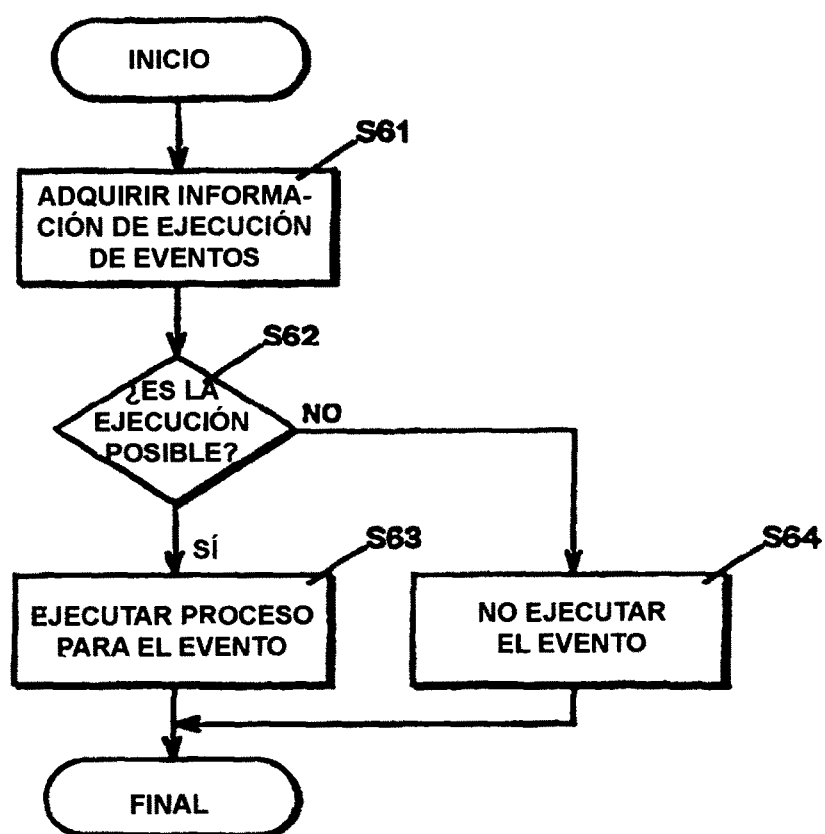 INICIO
S61
ADQUIRIR INFORMA-
CIÓN DE EJECUCIÓN
DE EVENTOS
S62
¿ES LA
EJECUCIÓN
POSIBLE?
NO
SÍ
S63
EJECUTAR PROCESO
PARA EL EVENTO
S64
NO EJECUTAR
EL EVENTO
FINAL